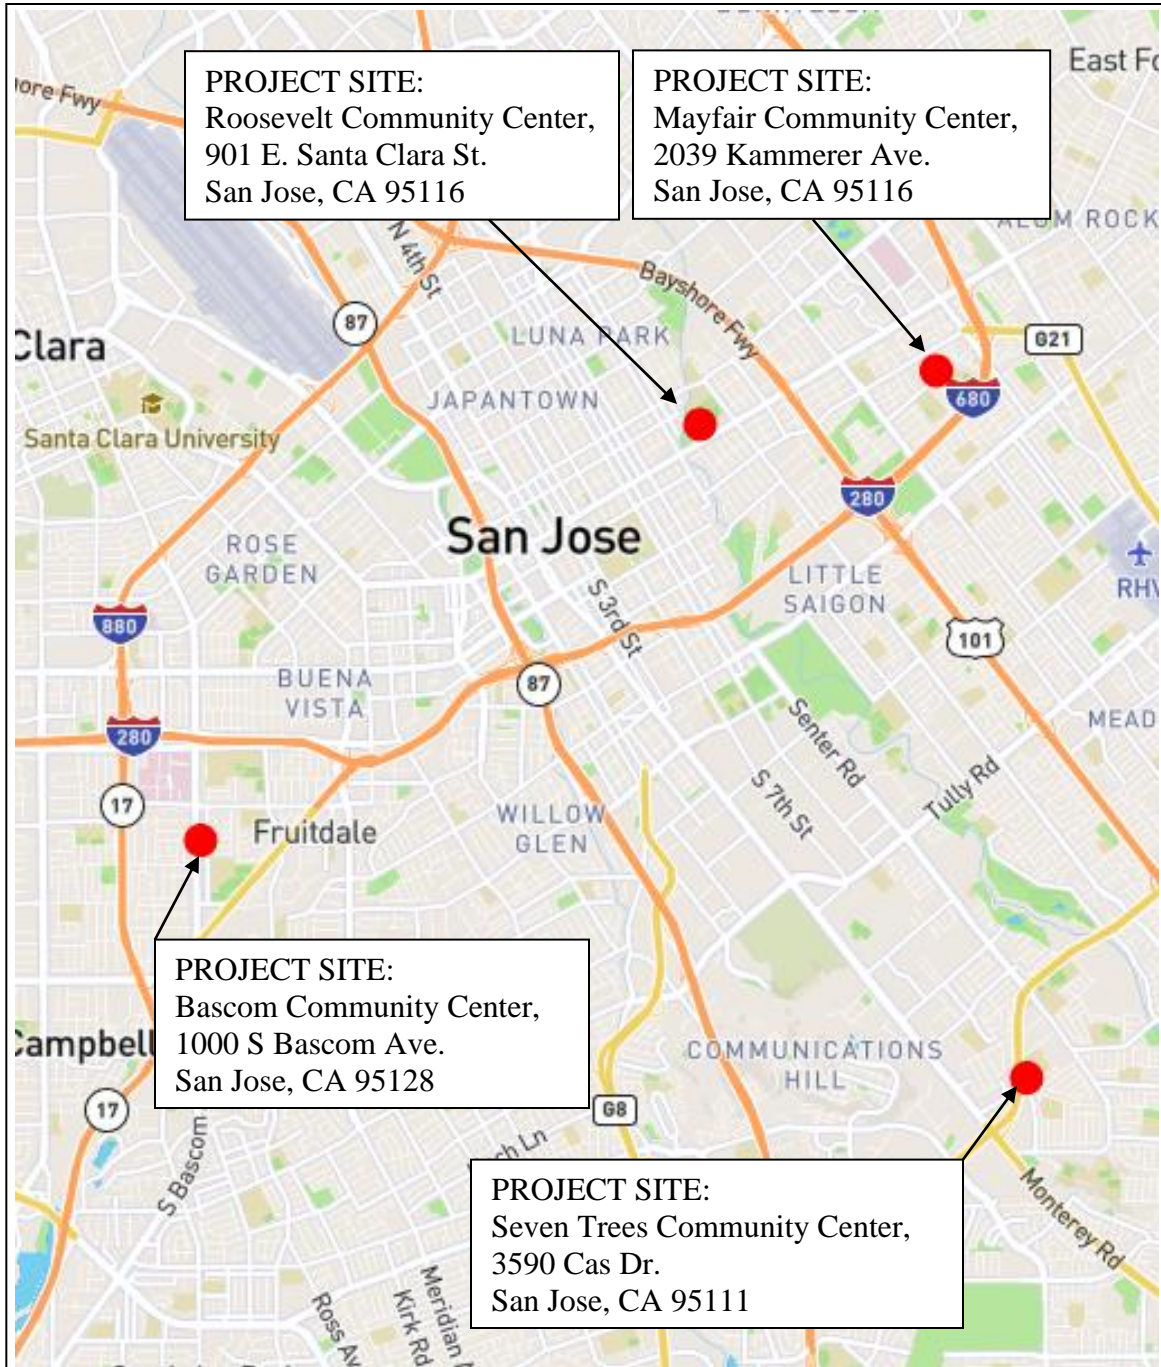 East Fo
ore Fwy
PROJECT SITE:
Roosevelt Community Center,
901 E. Santa Clara St.
San Jose, CA 95116
PROJECT SITE:
Mayfair Community Center,
2039 Kammerer Ave.
San Jose, CA 95116
ALUM ROCK
N 4th St
Bayshore Fwy
87
LUNA PARK
G21
Clara
JAPANTOWN
680
Santa Clara University
280
San Jose
ROSE
GARDEN
LITTLE
SAIGON
S 3rd St
RHV
880
101
BUENA
VISTA
87
280
MEAD
Senter Rd
Tully Rd
S 7th St
17
Fruitdale
WILLOW
GLEN
PROJECT SITE:
Bascom Community Center,
1000 S Bascom Ave.
San Jose, CA 95128
Campbell
COMMUNICATIONS
HILL
17
G8
S Bascom
rch Ln
PROJECT SITE:
Seven Trees Community Center,
3590 Cas Dr.
San Jose, CA 95111
Monterey Rd
Meridian
Kirk Rd
Ross Av